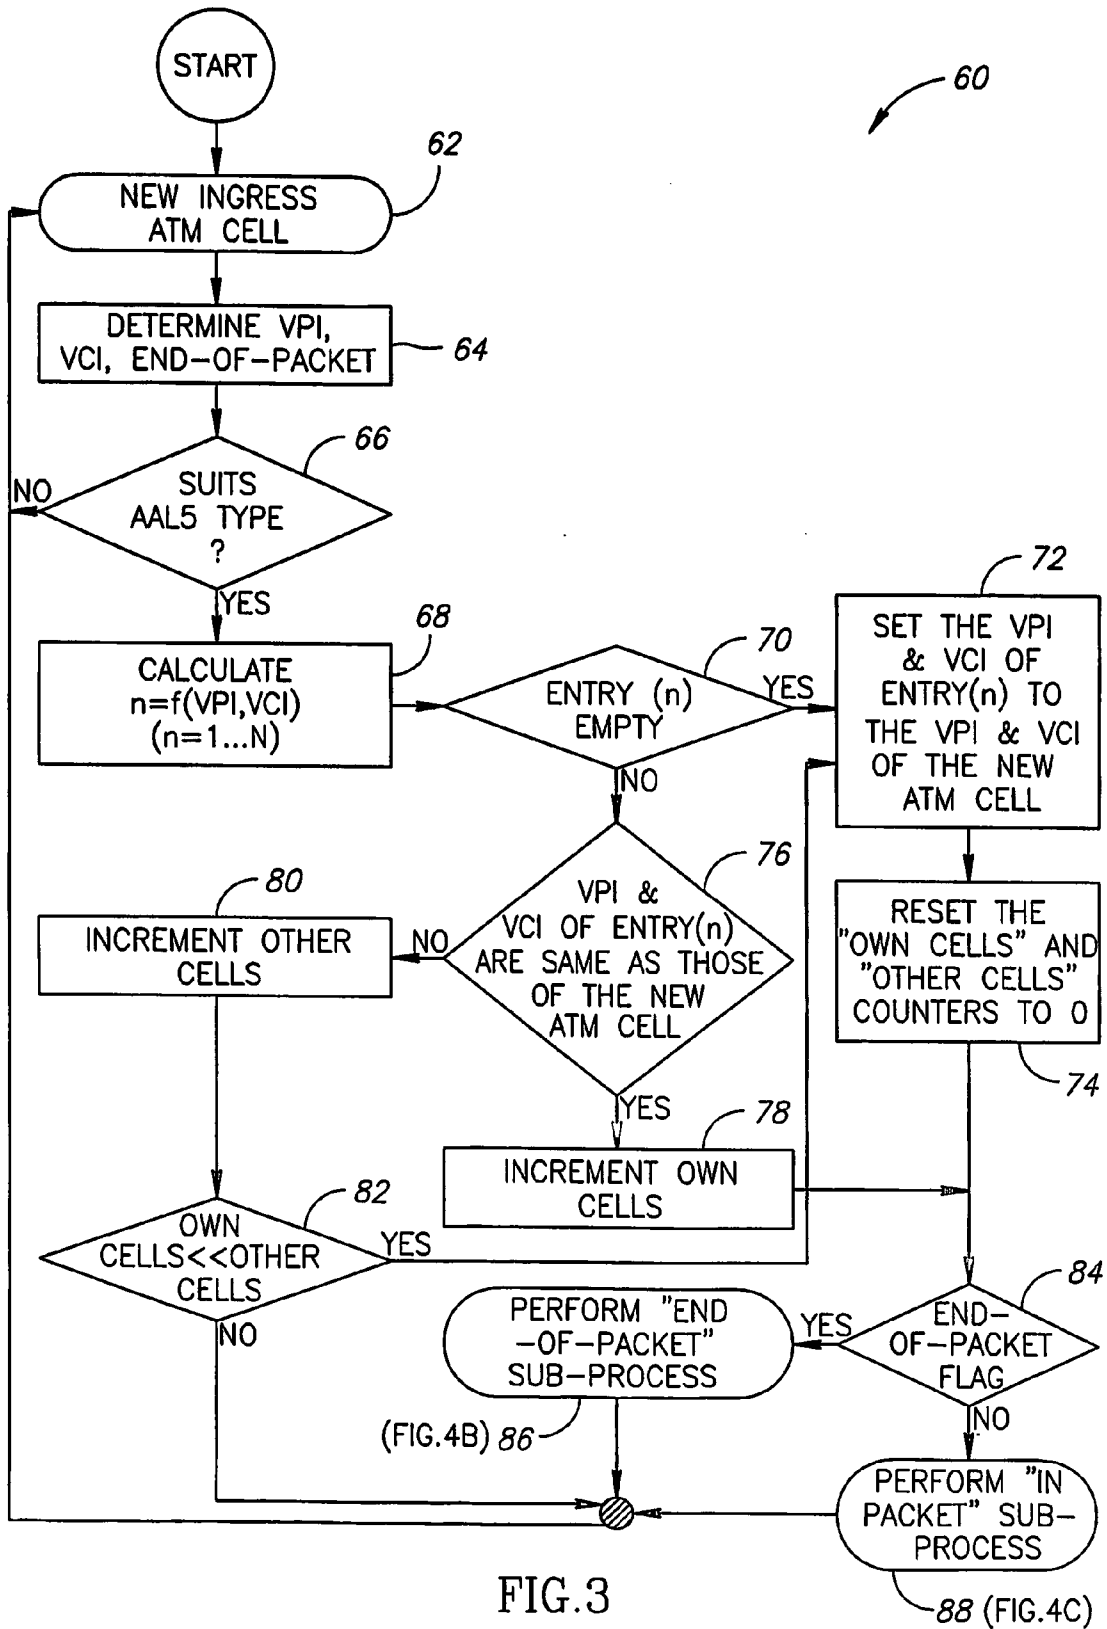 START
60
62
NEW INGRESS
ATM CELL
DETERMINE VPI,
VCI, END-OF-PACKET
64
66
NO
SUITS
AAL5 TYPE
?
YES
68
CALCULATE
n=f(VPI,VCI)
(n=1...N)
70
ENTRY (n)
EMPTY
YES
NO
72
SET THE VPI
& VCI OF
ENTRY(n) TO
THE VPI & VCI
OF THE NEW
ATM CELL
76
VPI &
VCI OF ENTRY(n)
ARE SAME AS THOSE
OF THE NEW
ATM CELL
NO
YES
80
INCREMENT OTHER
CELLS
RESET THE
"OWN CELLS" AND
"OTHER CELLS"
COUNTERS TO 0
74
78
INCREMENT OWN
CELLS
82
OWN
CELLS<<OTHER
CELLS
YES
NO
84
END-
OF-PACKET
FLAG
YES
NO
PERFORM "END
-OF-PACKET"
SUB-PROCESS
(FIG.4B) 86
PERFORM "IN
PACKET" SUB-
PROCESS
88 (FIG.4C)
FIG.3